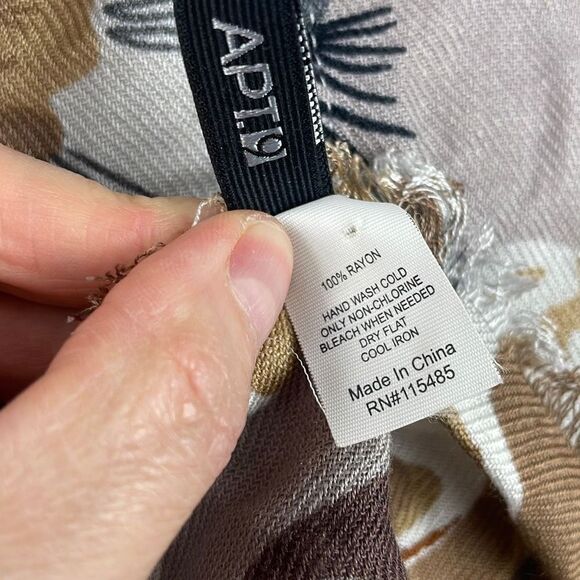 APT.9
100% RAYON
HAND WASH COLD
ONLY NON-CHLORINE
BLEACH WHEN NEEDED
DRY FLAT
COOL IRON
Made In China
RN#115485